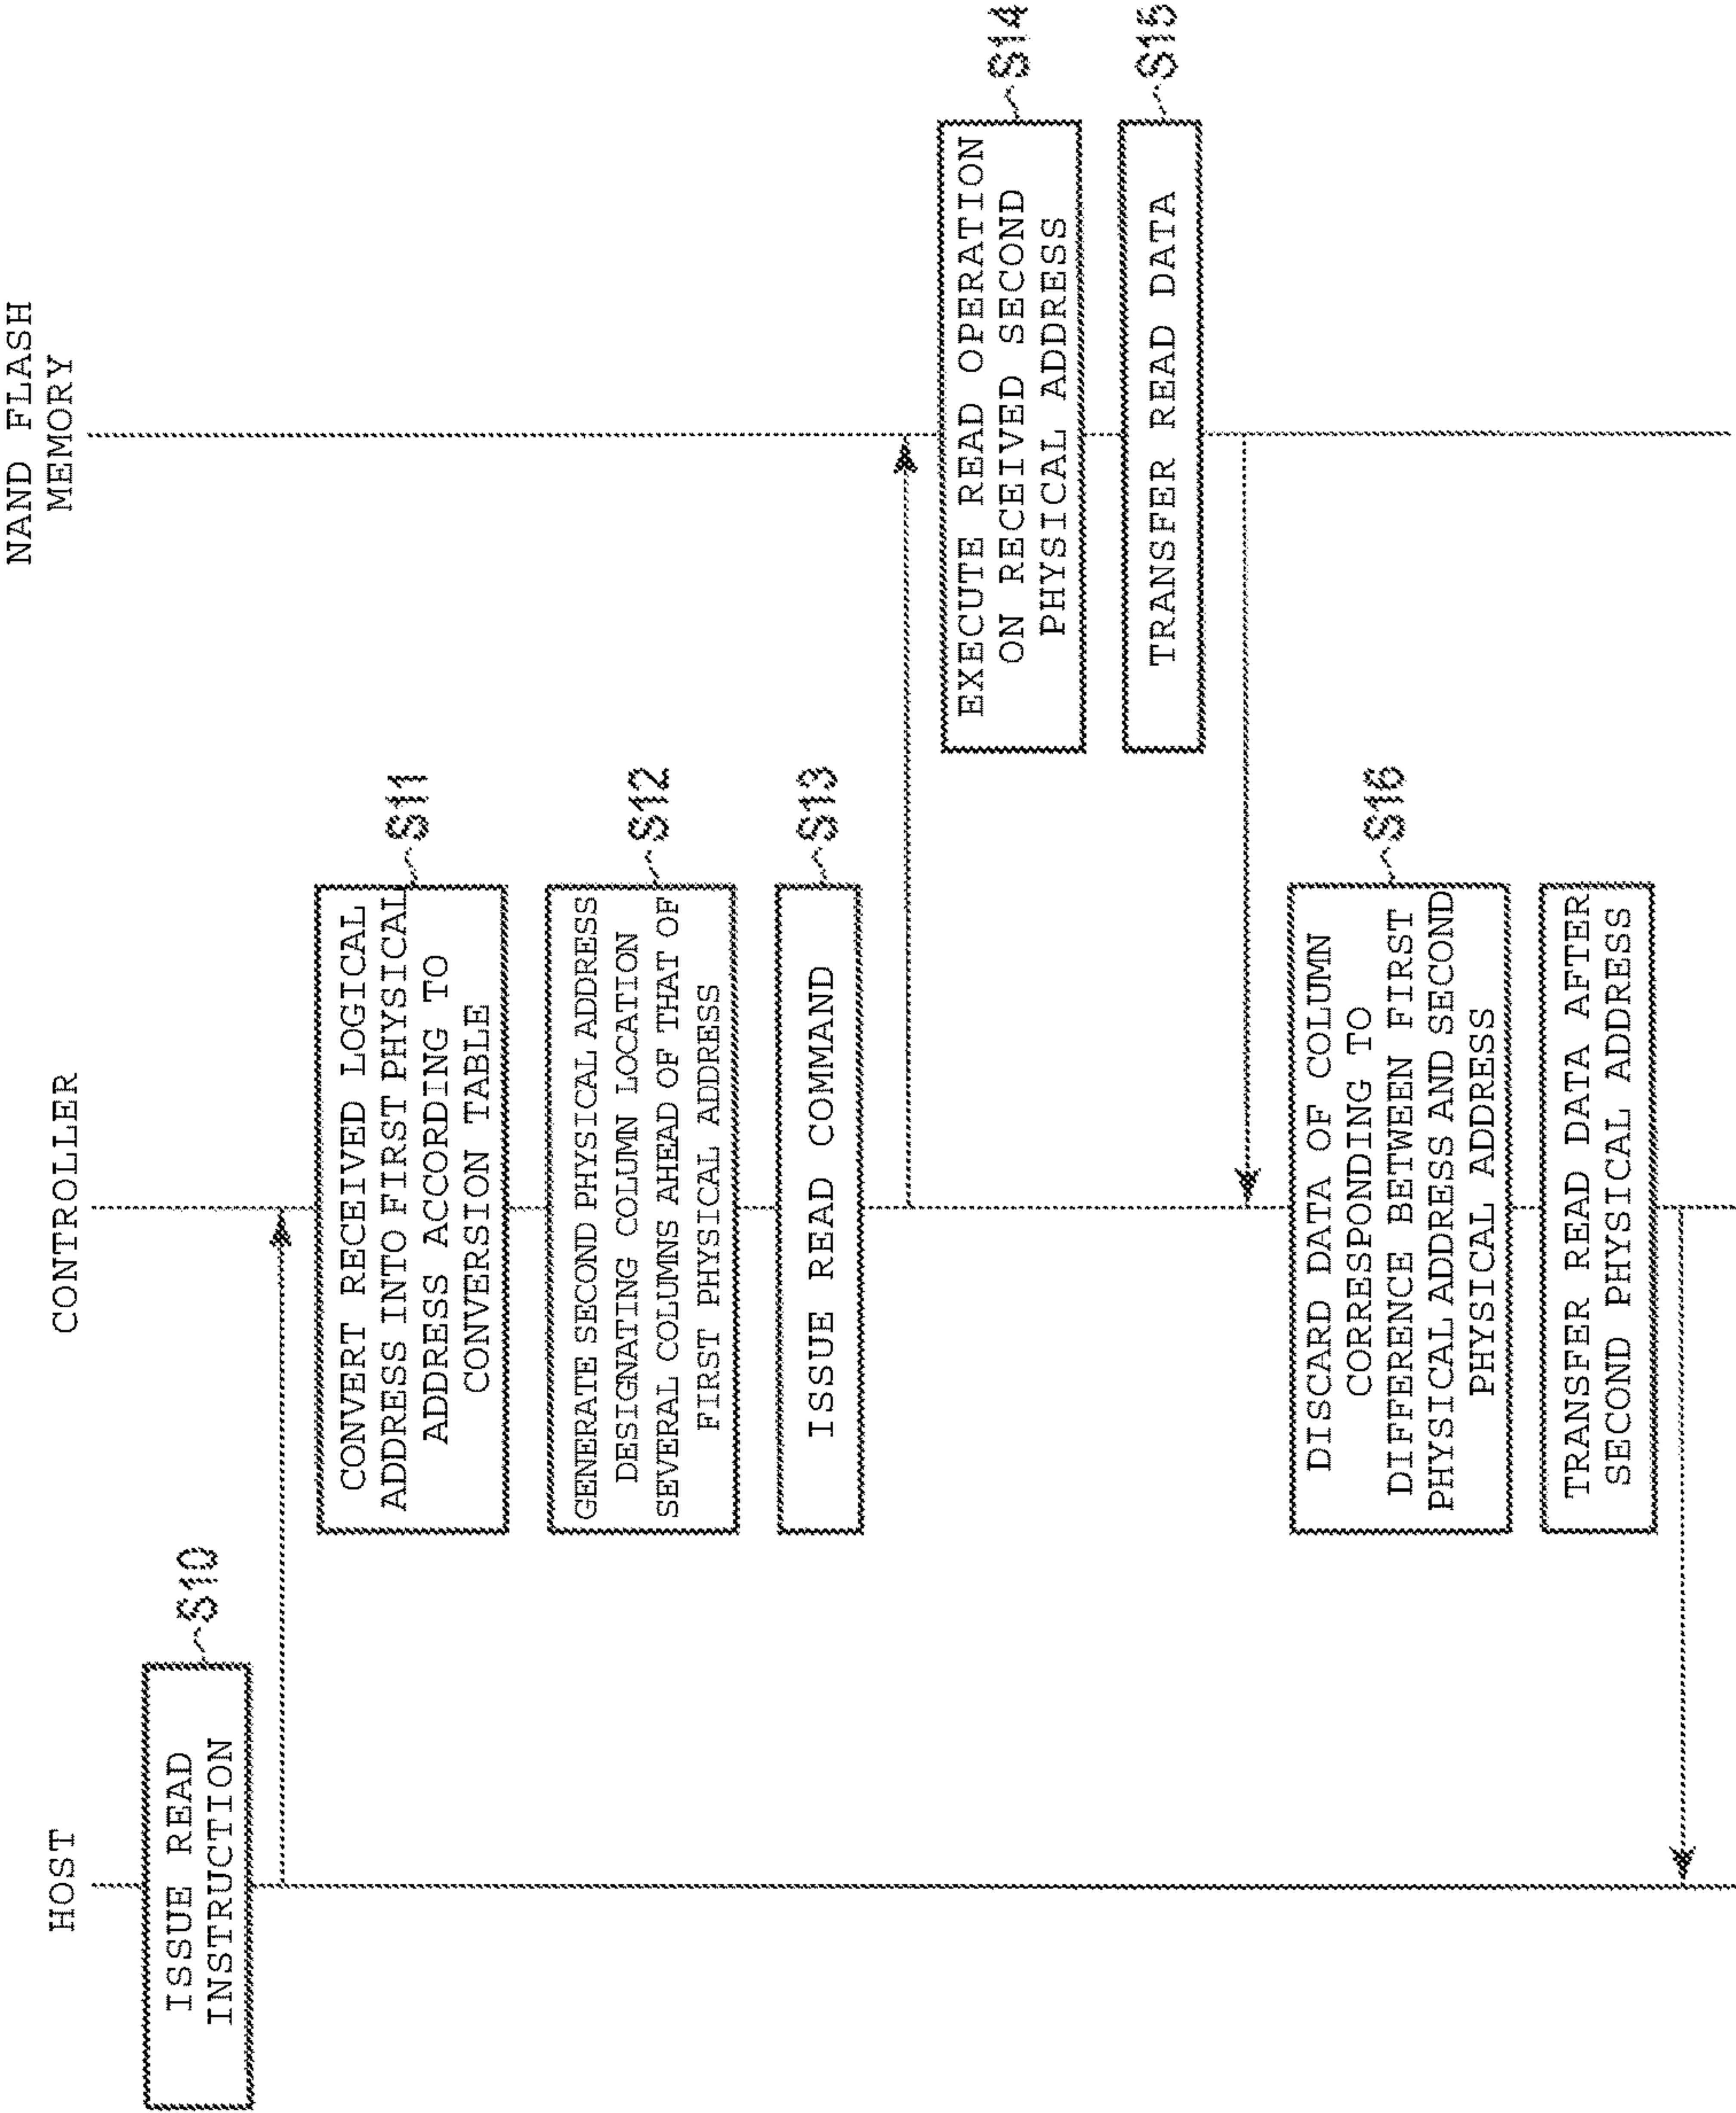 HOST
CONTROLLER
NAND FLASH
MEMORY
ISSUE READ
INSTRUCTION
S10
CONVERT RECEIVED LOGICAL
ADDRESS INTO FIRST PHYSICAL
ADDRESS ACCORDING TO
CONVERSION TABLE
S11
GENERATE SECOND PHYSICAL ADDRESS
DESIGNATING COLUMN LOCATION
SEVERAL COLUMNS AHEAD OF THAT OF
FIRST PHYSICAL ADDRESS
S12
ISSUE READ COMMAND
S13
EXECUTE READ OPERATION
ON RECEIVED SECOND
PHYSICAL ADDRESS
S14
TRANSFER READ DATA
S15
DISCARD DATA OF COLUMN
CORRESPONDING TO
DIFFERENCE BETWEEN FIRST
PHYSICAL ADDRESS AND SECOND
PHYSICAL ADDRESS
S16
TRANSFER READ DATA AFTER
SECOND PHYSICAL ADDRESS